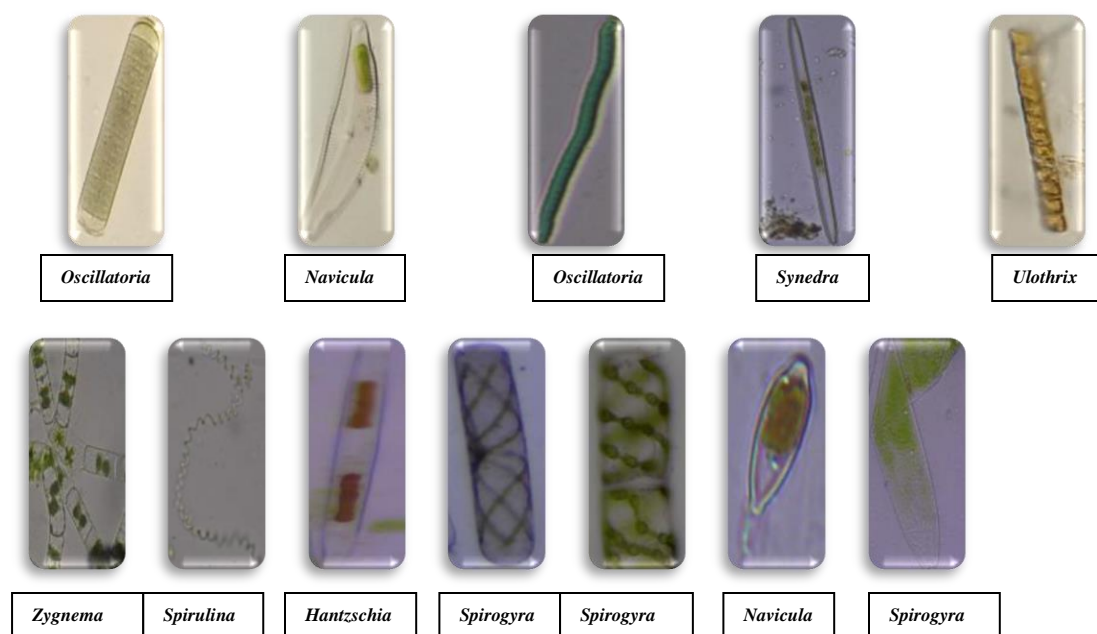 Oscillatoria
Navicula
Oscillatoria
Synedra
Ulothrix
Zygnema
Spirulina
Hantzschia
Spirogyra
Spirogyra
Navicula
Spirogyra